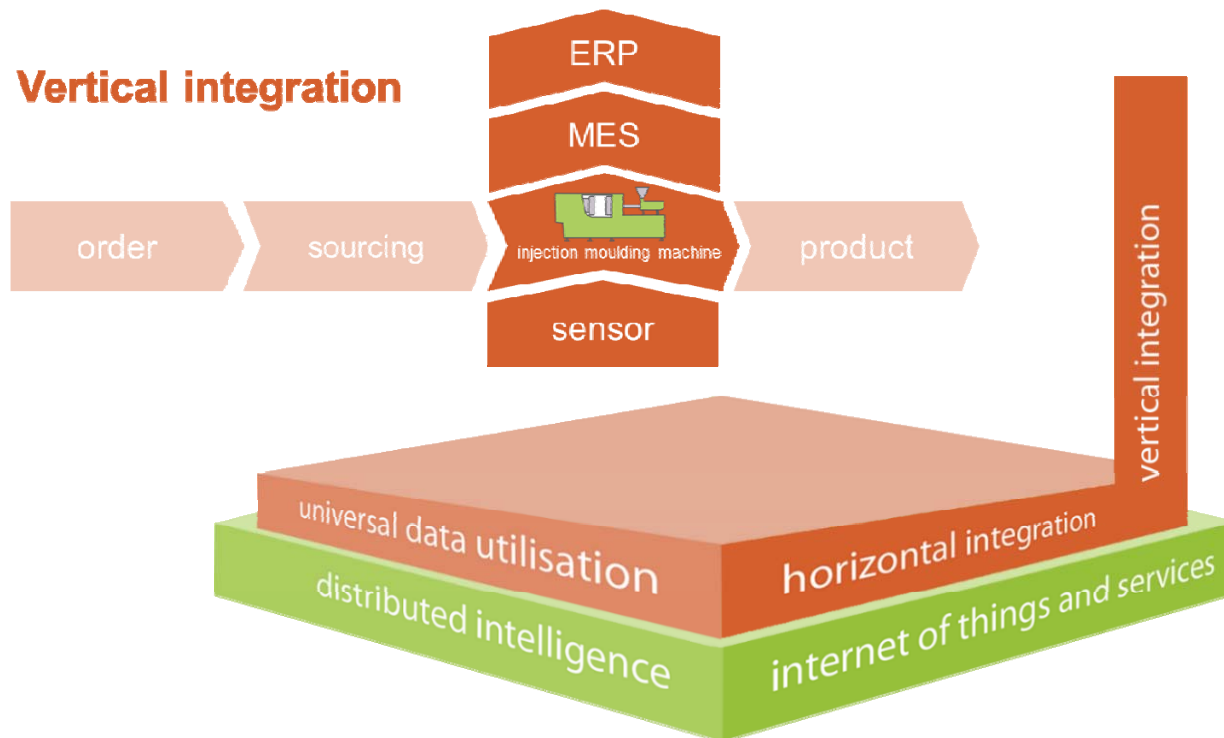 Vertical integration
ERP
MES
order
sourcing
injection moulding machine
product
sensor
vertical integration
universal data utilisation
horizontal integration
distributed intelligence
internet of things and services